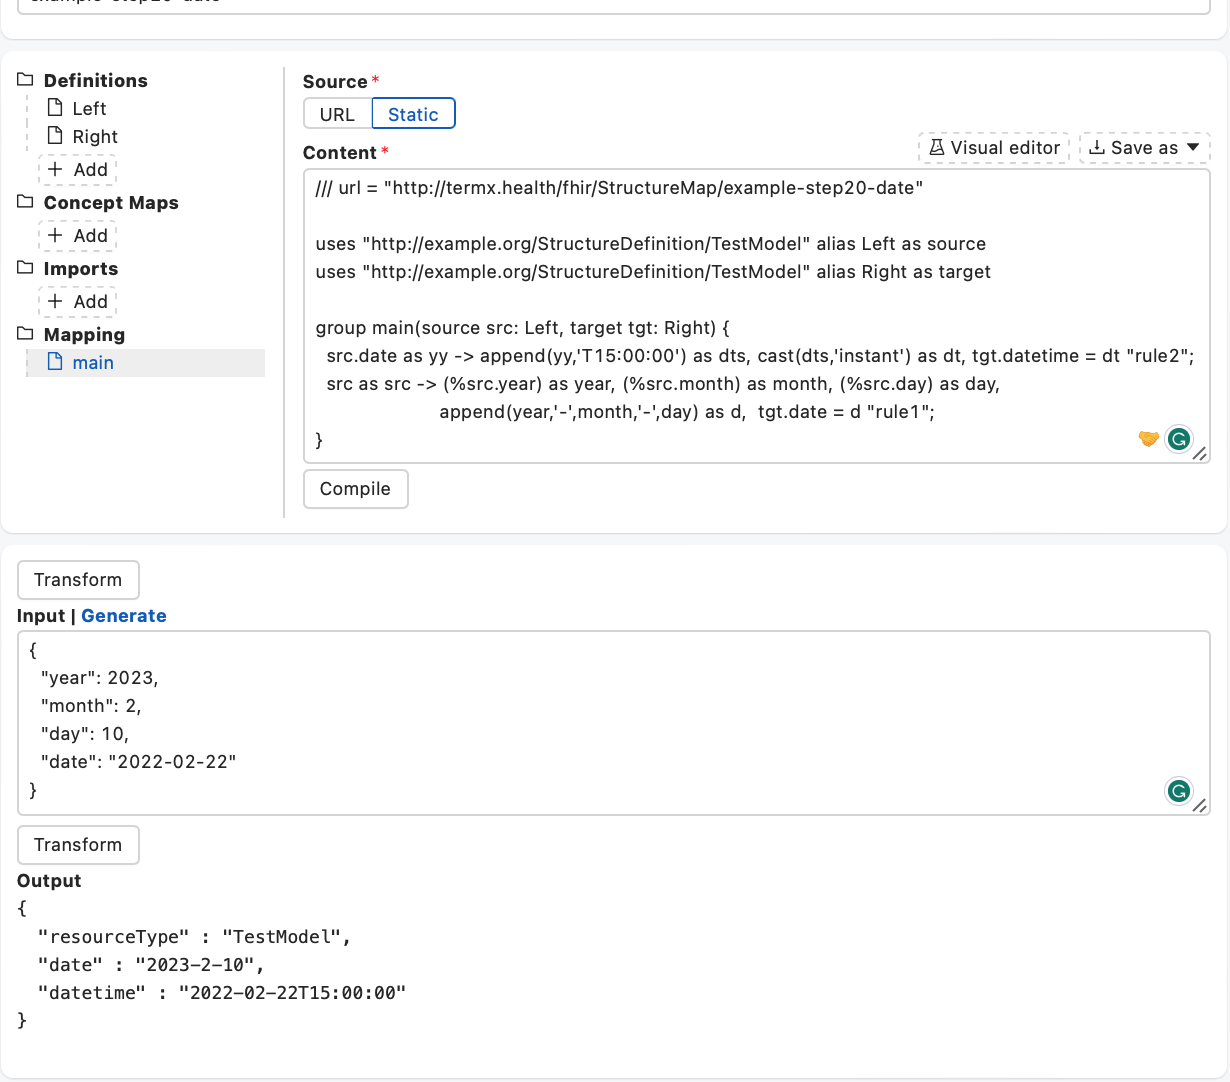 example-step20-date
Definitions
Left
Right
+ Add
Concept Maps
+ Add
Imports
+ Add
Mapping
main
Source *
URL
Static
Content *
Visual editor
Save as
/// url = "http://termx.health/fhir/StructureMap/example-step20-date"
uses "http://example.org/StructureDefinition/TestModel" alias Left as source
uses "http://example.org/StructureDefinition/TestModel" alias Right as target
group main(source src: Left, target tgt: Right) {
src.date as yy -> append(yy,'T15:00:00') as dts, cast(dts,'instant') as dt, tgt.datetime = dt "rule2";
src as src -> (%src.year) as year, (%src.month) as month, (%src.day) as day,
append(year,'-',month,'-',day) as d,  tgt.date = d "rule1";
}
Compile
Transform
Input | Generate
{
"year": 2023,
"month": 2,
"day": 10,
"date": "2022-02-22"
}
Transform
Output
{
"resourceType" : "TestModel",
"date" : "2023-2-10",
"datetime" : "2022-02-22T15:00:00"
}